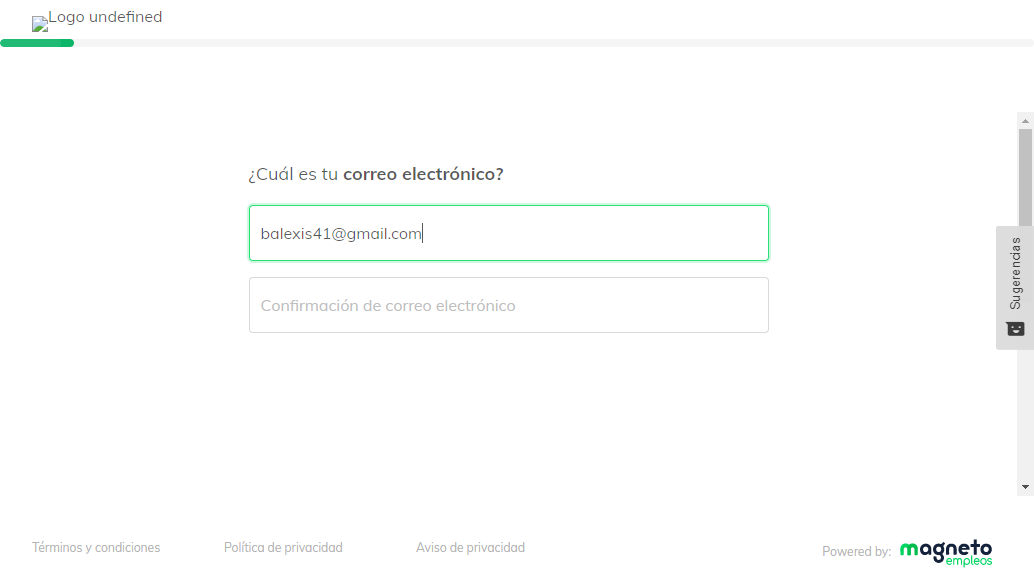 Logo undefined
¿Cuál es tu correo electrónico?
balexis41@gmail.com
Confirmación de correo electrónico
Sugerencias
Términos y condiciones
Política de privacidad
Aviso de privacidad
Powered by:
magneto
empleos